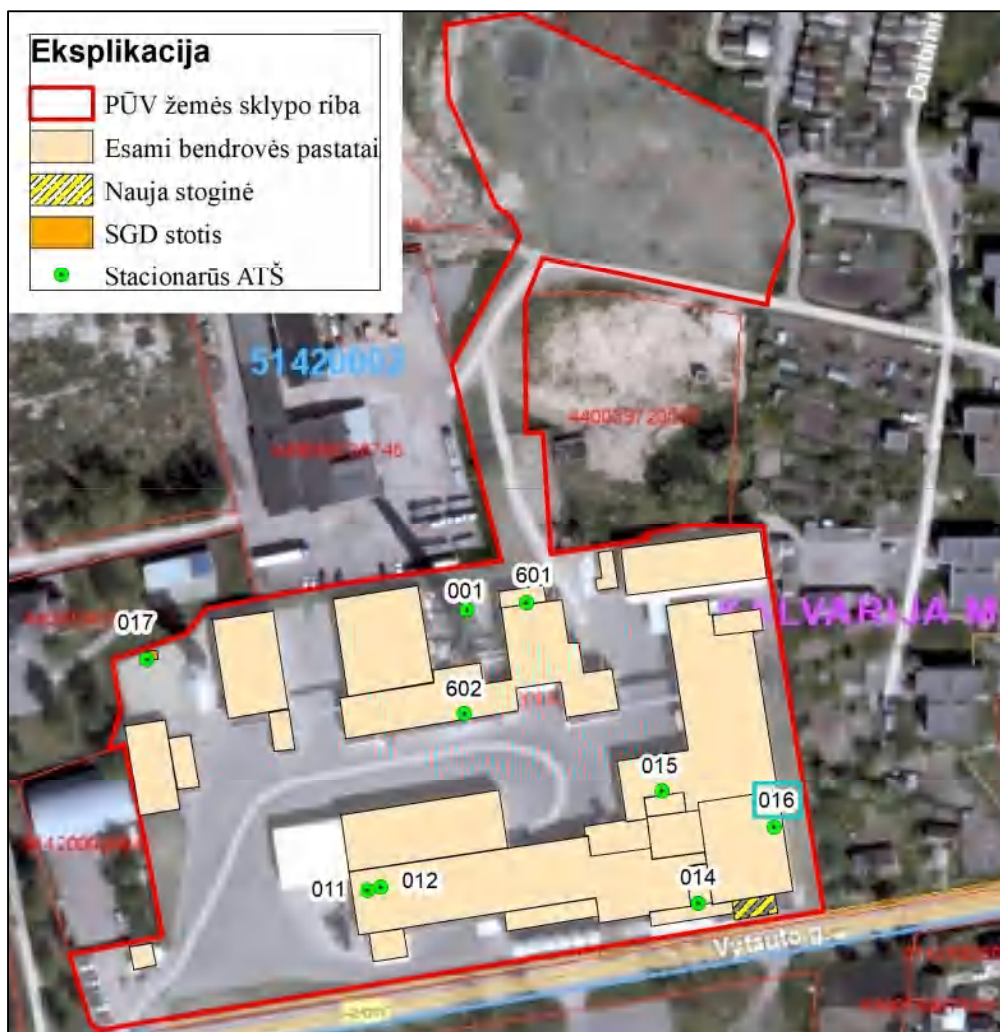 Eksplikacija
PŪV žemės sklypo riba
Esami bendrovės pastatai
Nauja stoginė
SGD stotis
Stacionarūs ATŠ
51420002
KALVARIJA M
017
001
601
602
015
016
011
012
014
Vytauto g.